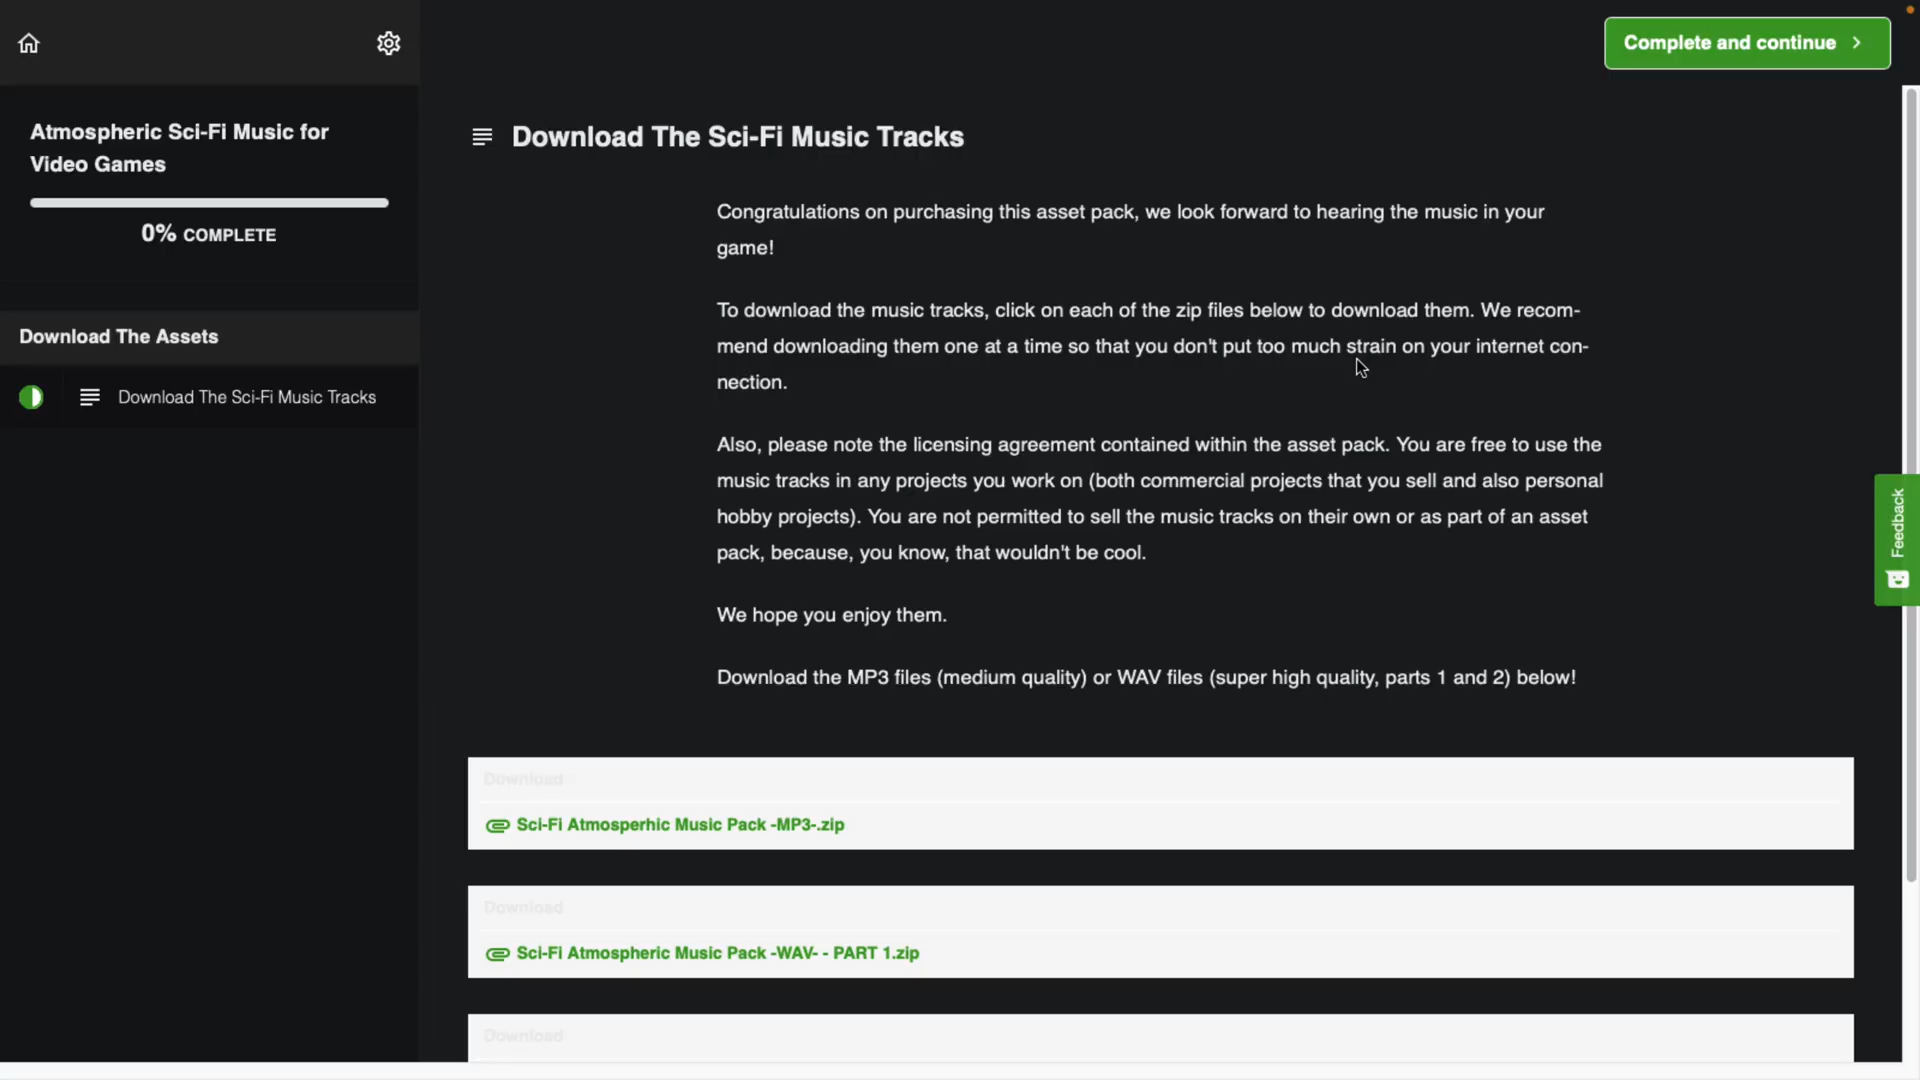 Complete and continue
Atmospheric Sci-Fi Music for
Video Games
0% COMPLETE
Download The Assets
Download The Sci-Fi Music Tracks
Download The Sci-Fi Music Tracks
Congratulations on purchasing this asset pack, we look forward to hearing the music in your
game!
To download the music tracks, click on each of the zip files below to download them. We recom-
mend downloading them one at a time so that you don't put too much strain on your internet con-
nection.
Also, please note the licensing agreement contained within the asset pack. You are free to use the
music tracks in any projects you work on (both commercial projects that you sell and also personal
hobby projects). You are not permitted to sell the music tracks on their own or as part of an asset
pack, because, you know, that wouldn't be cool.
We hope you enjoy them.
Download the MP3 files (medium quality) or WAV files (super high quality, parts 1 and 2) below!
Download
Sci-Fi Atmosperhic Music Pack -MP3-.zip
Download
Sci-Fi Atmospheric Music Pack -WAV- - PART 1.zip
Download
Feedback